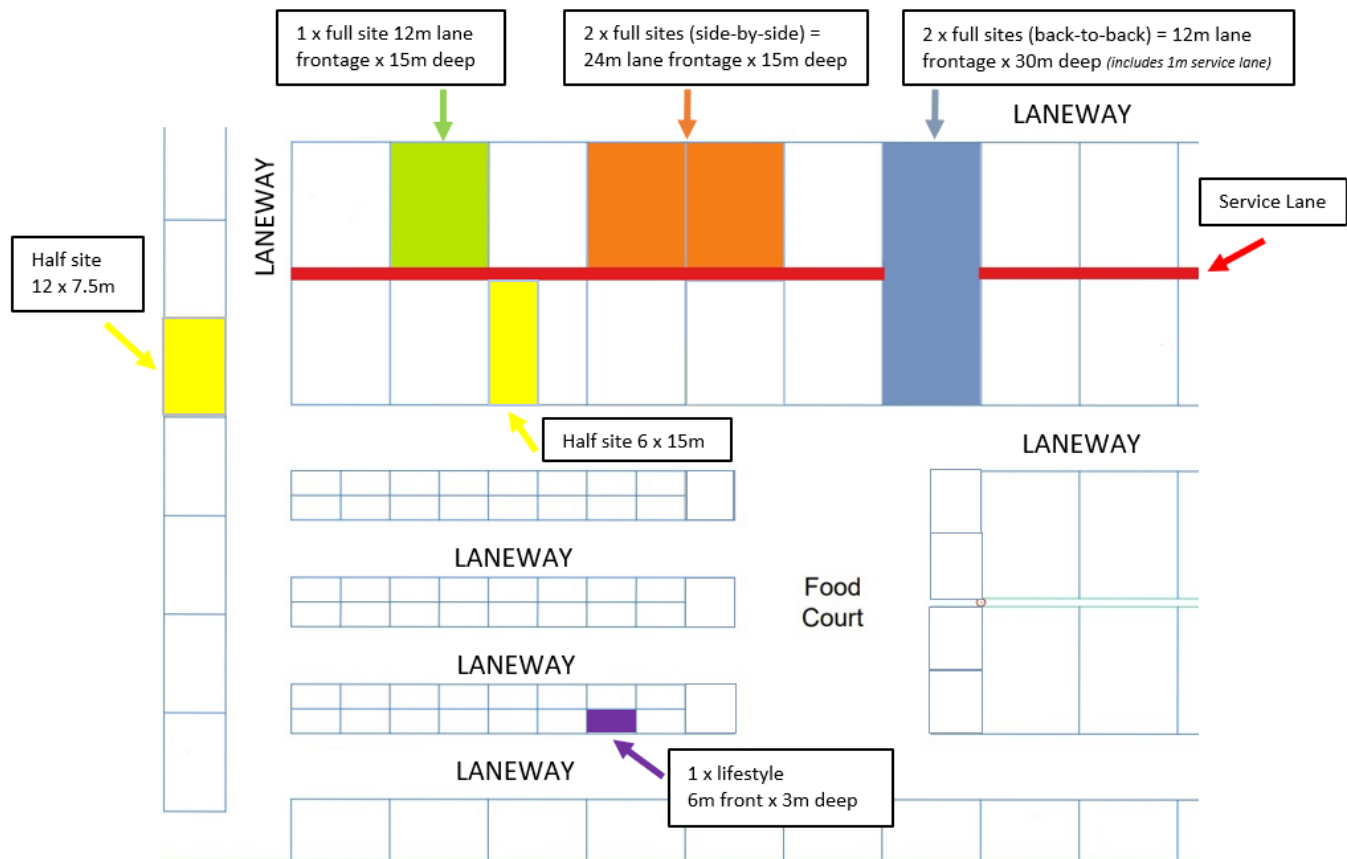 1 x full site 12m lane
frontage x 15m deep
2 x full sites (side-by-side) =
24m lane frontage x 15m deep
2 x full sites (back-to-back) = 12m lane
frontage x 30m deep (includes 1m service lane)
LANEWAY
LANEWAY
Service Lane
Half site
12 x 7.5m
Half site 6 x 15m
LANEWAY
LANEWAY
Food
Court
LANEWAY
1 x lifestyle
6m front x 3m deep
LANEWAY